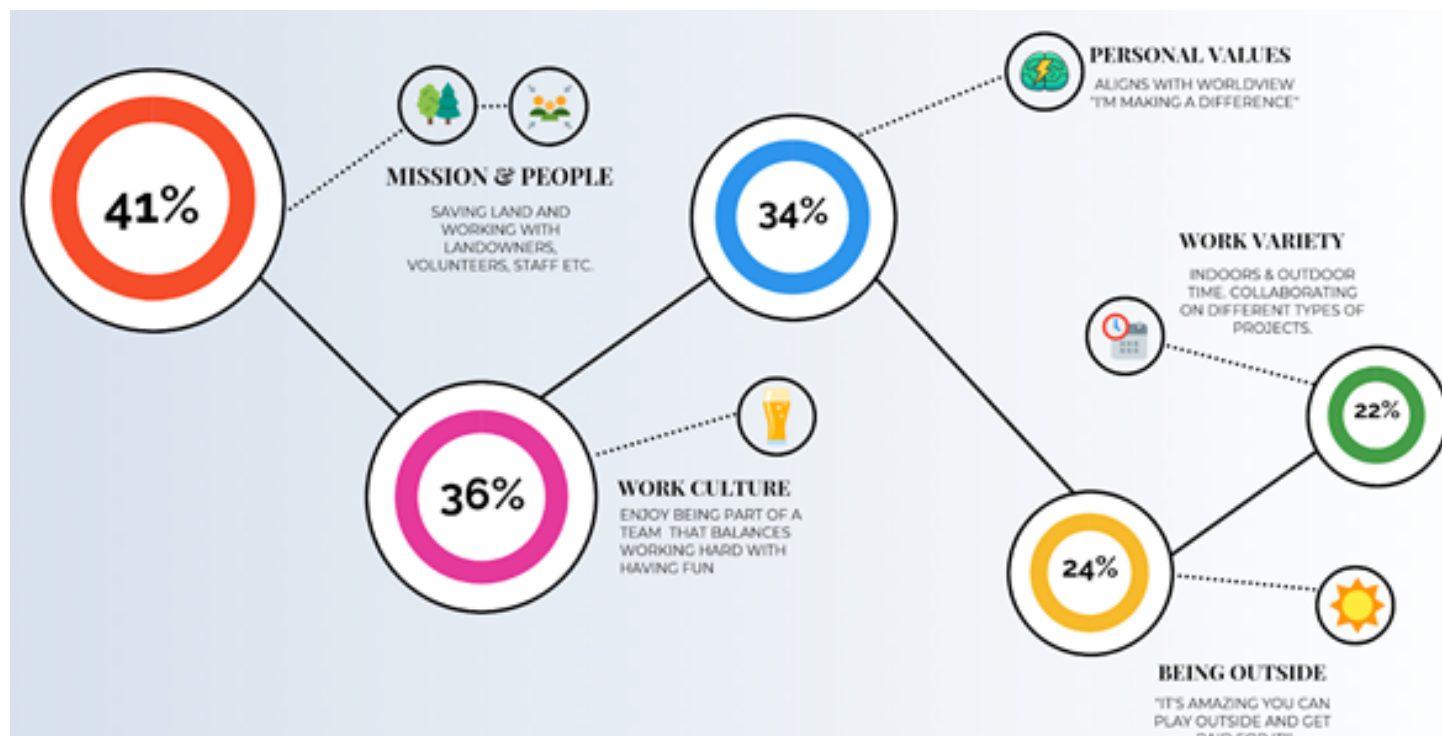 41%
MISSION & PEOPLE
SAVING LAND AND
WORKING WITH
LANDOWNERS,
VOLUNTEERS, STAFF ETC.
36%
WORK CULTURE
ENJOY BEING PART OF A
TEAM THAT BALANCES
WORKING HARD WITH
HAVING FUN
34%
PERSONAL VALUES
ALIGNS WITH WORLDVIEW
"I'M MAKING A DIFFERENCE"
24%
BEING OUTSIDE
"IT'S AMAZING YOU CAN
PLAY OUTSIDE AND GET
22%
WORK VARIETY
INDOORS & OUTDOOR
TIME. COLLABORATING
ON DIFFERENT TYPES OF
PROJECTS.